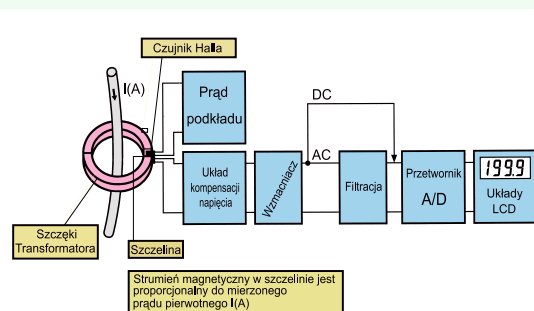 Czujnik Halla
I(A)
Prąd
podkładu
DC
AC
Układ
kompensacji
napięcia
Wzmacniacz
Filtracja
Przetwornik
A/D
199.9
Układy
LCD
Szczęki
Transformatora
Szczelina
Strumień magnetyczny w szczelinie jest
proporcjonalny do mierzonego
prądu pierwotnego I(A)